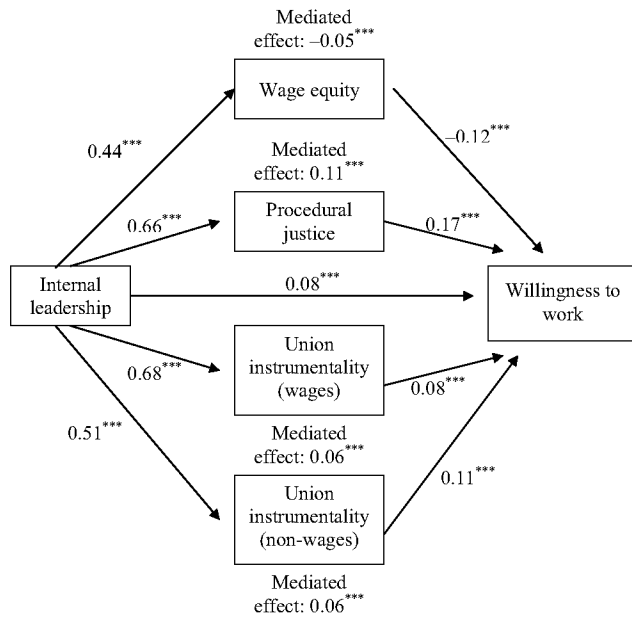 Mediated
effect: –0.05***
Wage equity
0.44***
–0.12***
Mediated
effect: 0.11***
Procedural
justice
0.66***
0.17***
Internal
leadership
0.08***
Willingness to
work
Union
instrumentality
(wages)
0.68***
0.08***
Mediated
effect: 0.06***
0.51***
0.11***
Union
instrumentality
(non-wages)
Mediated
effect: 0.06***